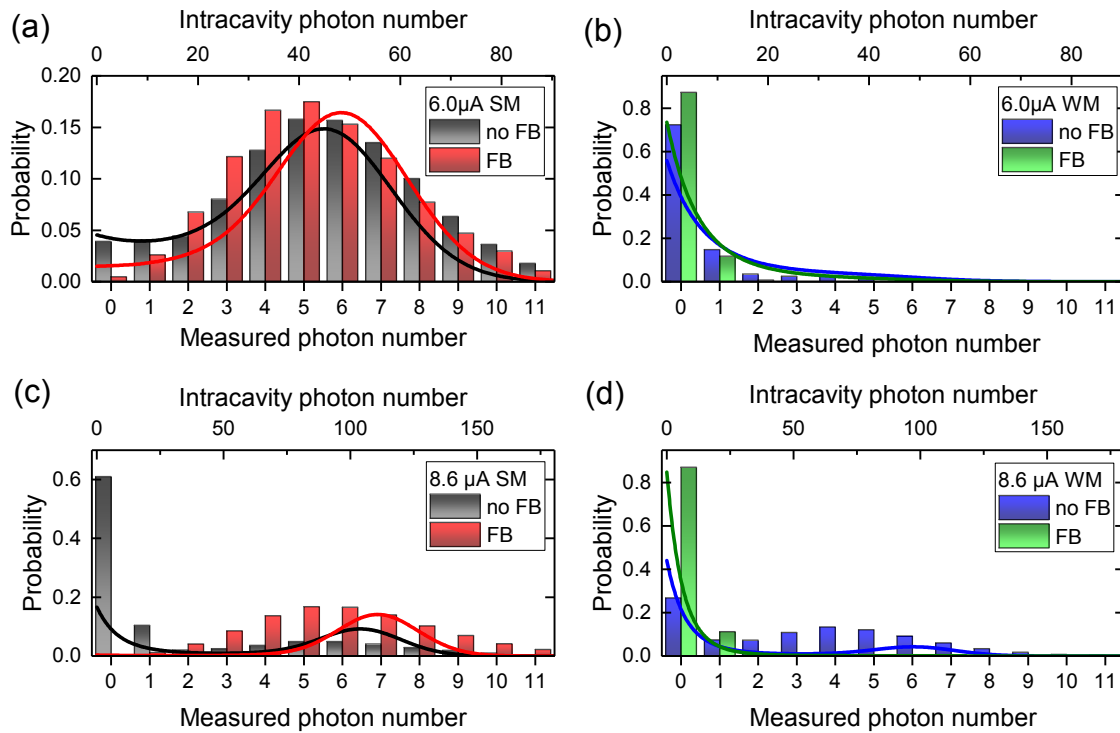 (a)
Intracavity photon number
0 20 40 60 80
0.20
0.15
0.10
0.05
0.00
Probability
6.0µA SM
no FB
FB
0 1 2 3 4 5 6 7 8 9 10 11
Measured photon number
(b)
Intracavity photon number
0 20 40 60 80
0.8
0.6
0.4
0.2
0.0
Probability
6.0µA WM
no FB
FB
0 1 2 3 4 5 6 7 8 9 10 11
Measured photon number
(c)
Intracavity photon number
0 50 100 150
0.6
0.4
0.2
0.0
Probability
8.6 µA SM
no FB
FB
0 1 2 3 4 5 6 7 8 9 10 11
Measured photon number
(d)
Intracavity photon number
0 50 100 150
0.8
0.6
0.4
0.2
0.0
Probability
8.6 µA WM
no FB
FB
0 1 2 3 4 5 6 7 8 9 10 11
Measured photon number